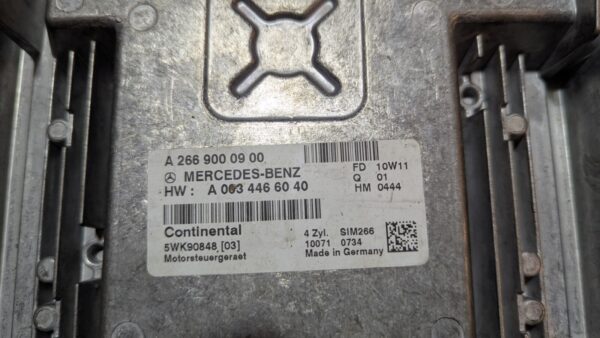 A 266 900 09 00
MERCEDES-BENZ
HW: A 003 446 60 40
FD 10W11
Q 01
HM 0444
Continental
5WK90848 [03]
Motorsteuergeraet
4 Zyl. SIM266
10071 0734
Made in Germany